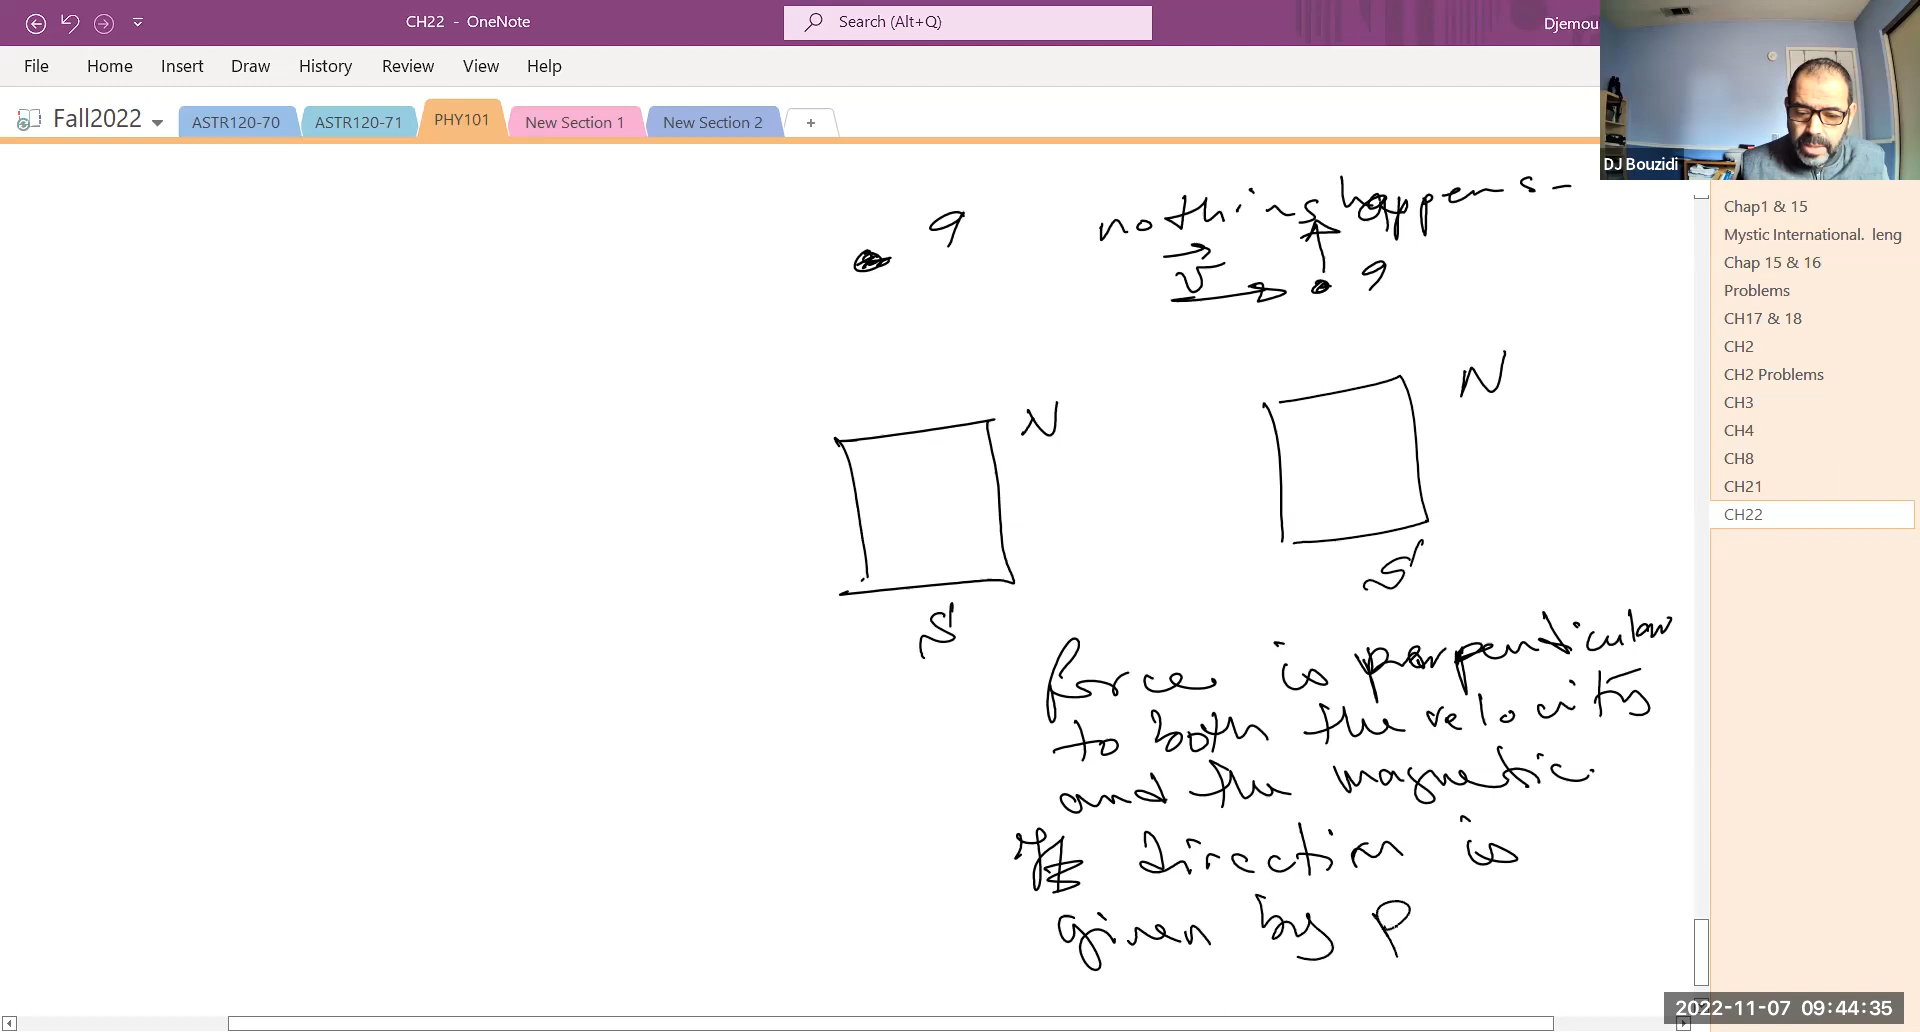 CH22 - OneNote
Search (Alt+Q)
Djemou
File Home Insert Draw History Review View Help
Fall2022 ASTR120-70 ASTR120-71 PHY101 New Section 1 New Section 2 +
DJ Bouzidi
Chap1 & 15
Mystic International. leng
Chap 15 & 16
Problems
CH17 & 18
CH2
CH2 Problems
CH3
CH4
CH8
CH21
CH22
q
nothing happens -
v
q
N
N
S
S
force is perpendicular
to both the velocity
and the magnetic
direction is
given by P
2022-11-07 09:44:35